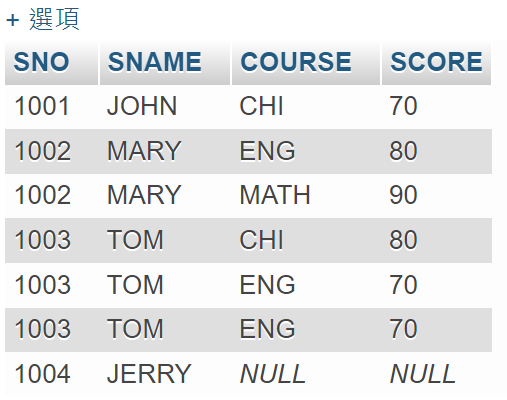 + 選項
SNO SNAME COURSE SCORE
1001 JOHN CHI 70
1002 MARY ENG 80
1002 MARY MATH 90
1003 TOM CHI 80
1003 TOM ENG 70
1003 TOM ENG 70
1004 JERRY NULL NULL